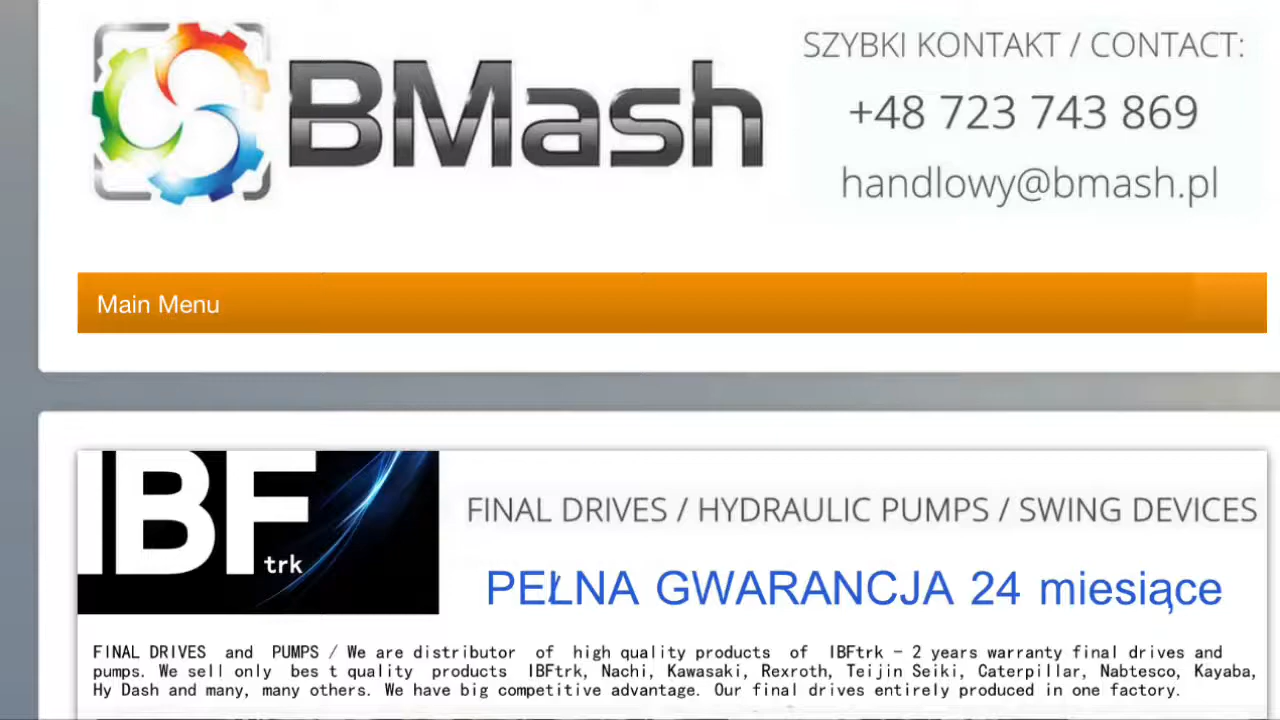 BMash
SZYBKI KONTAKT / CONTACT:
+48 723 743 869
handlowy@bmash.pl
Main Menu
IBF
trk
FINAL DRIVES / HYDRAULIC PUMPS / SWING DEVICES
PEŁNA GWARANCJA 24 miesiące
FINAL DRIVES and PUMPS / We are distributor of high quality products of IBFtrk - 2 years warranty final drives and
pumps. We sell only bes t quality products IBFtrk, Nachi, Kawasaki, Rexroth, Teijin Seiki, Caterpillar, Nabtesco, Kayaba,
Hy Dash and many, many others. We have big competitive advantage. Our final drives entirely produced in one factory.